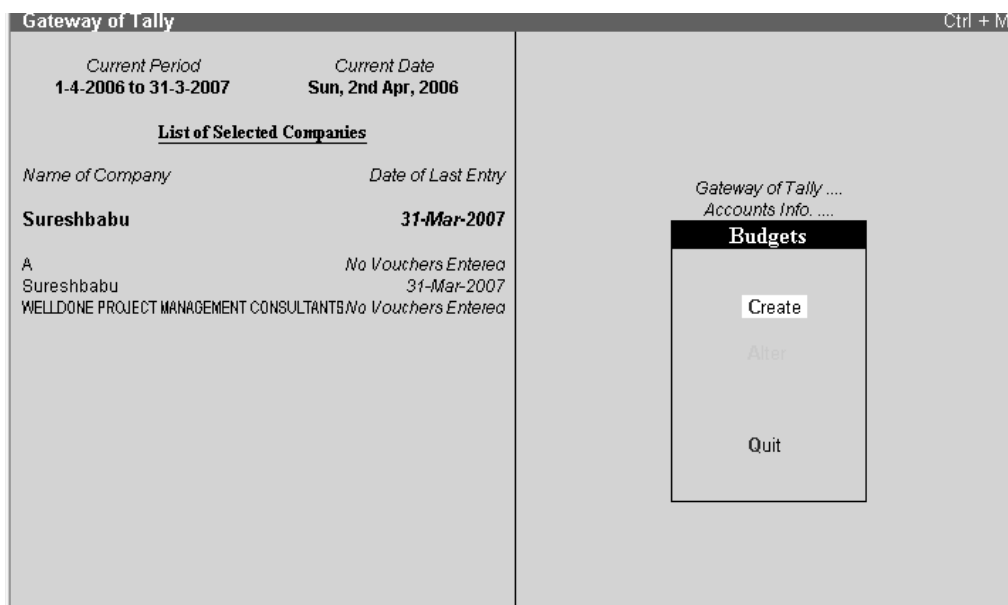 Gateway of Tally Ctrl + M
Current Period Current Date
1-4-2006 to 31-3-2007 Sun, 2nd Apr, 2006
List of Selected Companies
Name of Company Date of Last Entry
Sureshbabu 31-Mar-2007
A No Vouchers Entered
Sureshbabu 31-Mar-2007
WELLDONE PROJECT MANAGEMENT CONSULTANTS No Vouchers Entered
Gateway of Tally ....
Accounts Info. ....
Budgets
Create
Alter
Quit